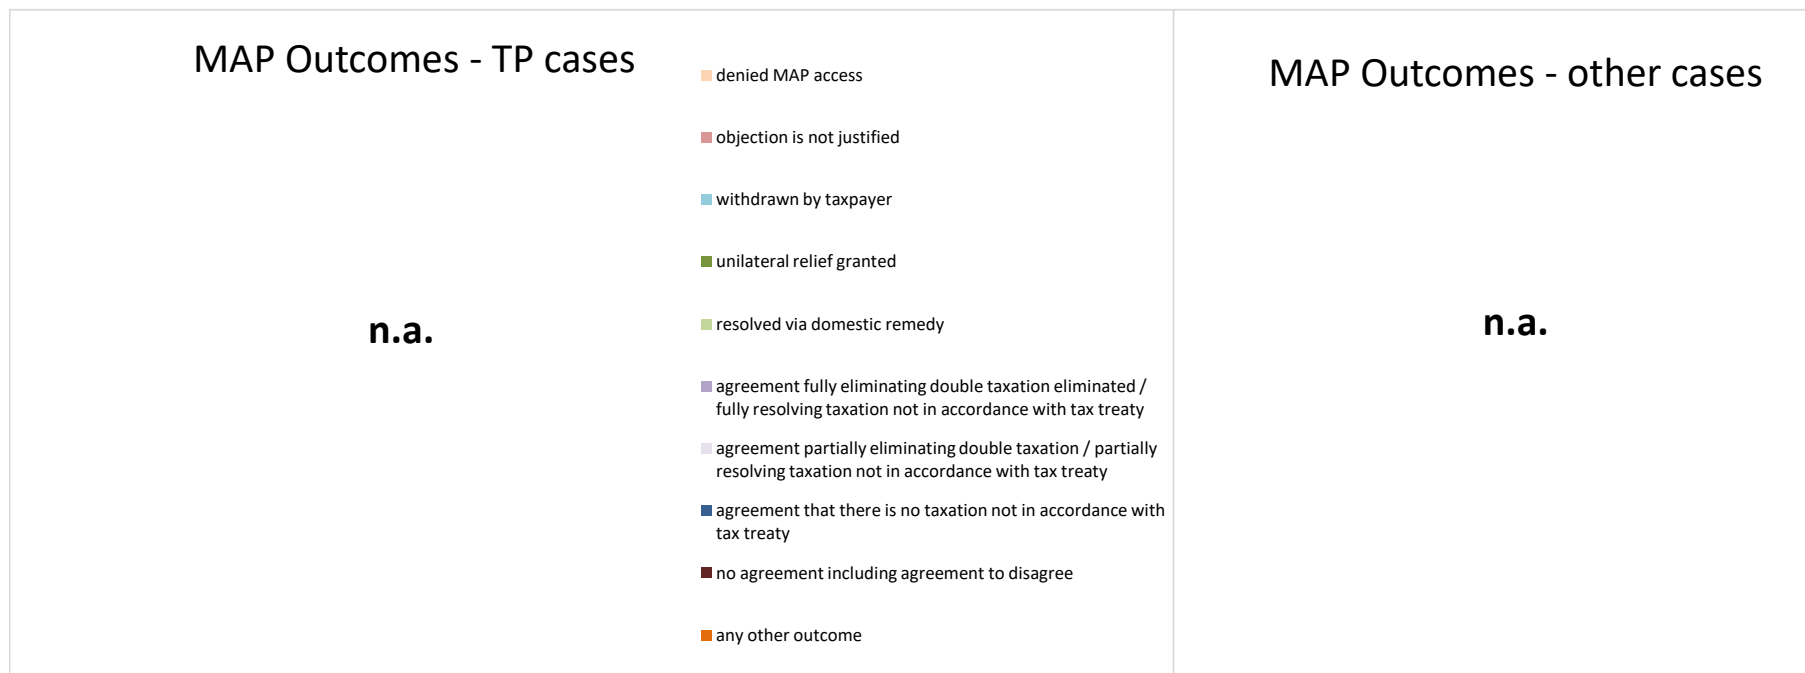 MAP Outcomes - TP cases
n.a.
denied MAP access
objection is not justified
withdrawn by taxpayer
unilateral relief granted
resolved via domestic remedy
agreement fully eliminating double taxation eliminated /
fully resolving taxation not in accordance with tax treaty
agreement partially eliminating double taxation / partially
resolving taxation not in accordance with tax treaty
agreement that there is no taxation not in accordance with
tax treaty
no agreement including agreement to disagree
any other outcome
MAP Outcomes - other cases
n.a.